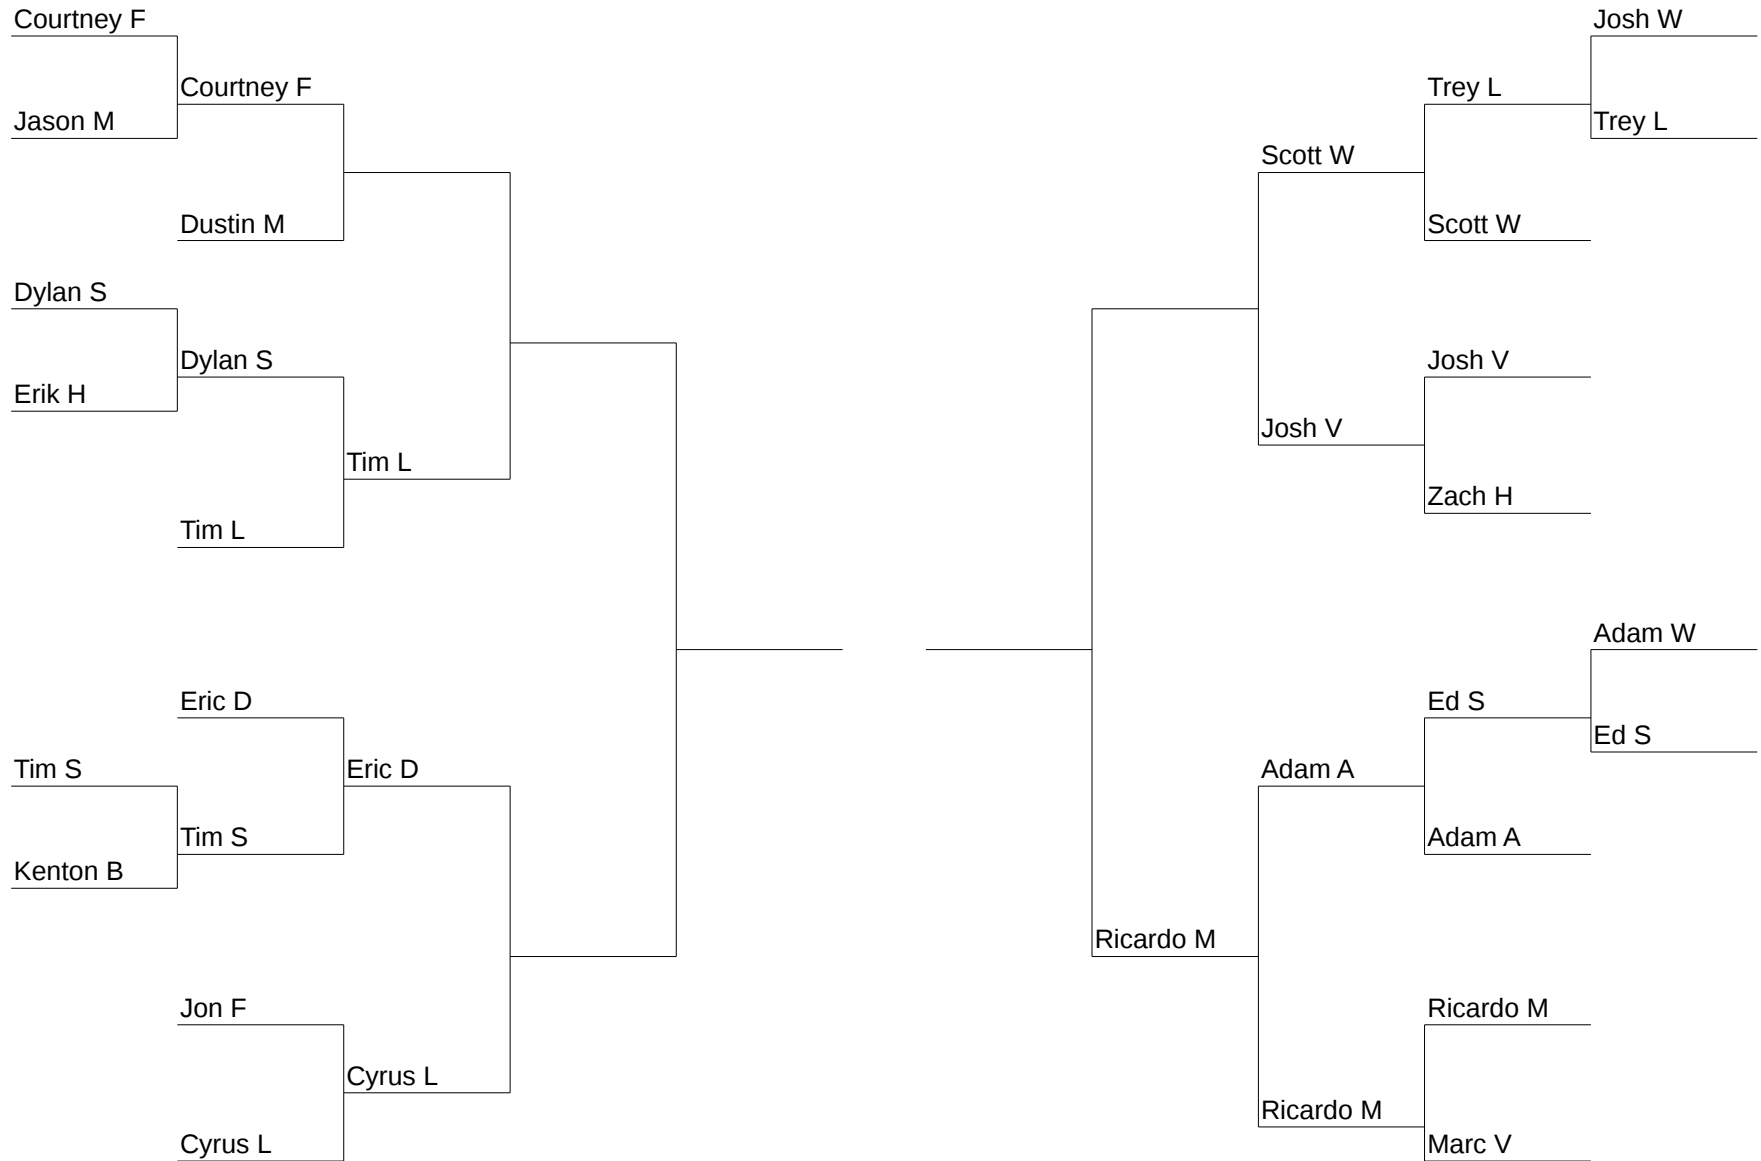 Courtney F
Josh W
Courtney F
Trey L
Jason M
Trey L
Scott W
Dustin M
Scott W
Dylan S
Dylan S
Josh V
Erik H
Josh V
Tim L
Zach H
Tim L
Adam W
Eric D
Ed S
Ed S
Tim S
Eric D
Adam A
Tim S
Adam A
Kenton B
Ricardo M
Jon F
Ricardo M
Cyrus L
Ricardo M
Cyrus L
Marc V